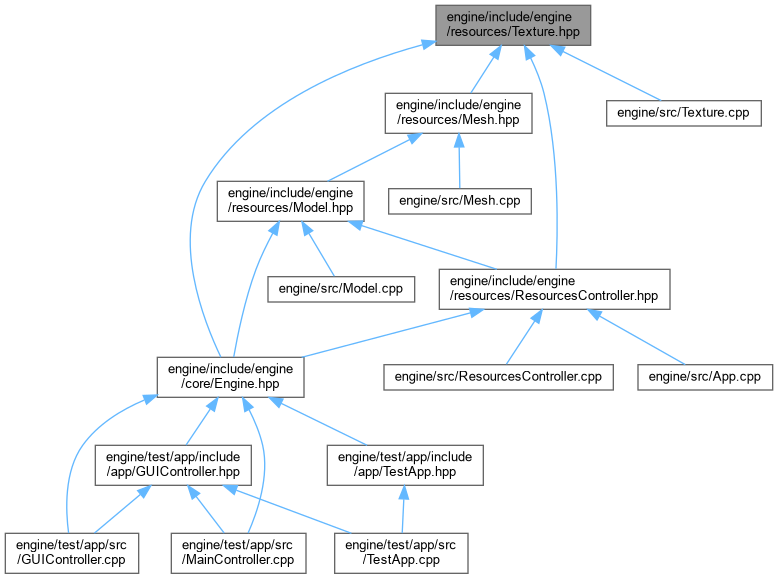 engine/include/engine
/resources/Texture.hpp
engine/include/engine
/resources/Mesh.hpp
engine/src/Texture.cpp
engine/include/engine
/resources/Model.hpp
engine/src/Mesh.cpp
engine/src/Model.cpp
engine/include/engine
/resources/ResourcesController.hpp
engine/include/engine
/core/Engine.hpp
engine/src/ResourcesController.cpp
engine/src/App.cpp
engine/test/app/include
/app/GUIController.hpp
engine/test/app/include
/app/TestApp.hpp
engine/test/app/src
/GUIController.cpp
engine/test/app/src
/MainController.cpp
engine/test/app/src
/TestApp.cpp